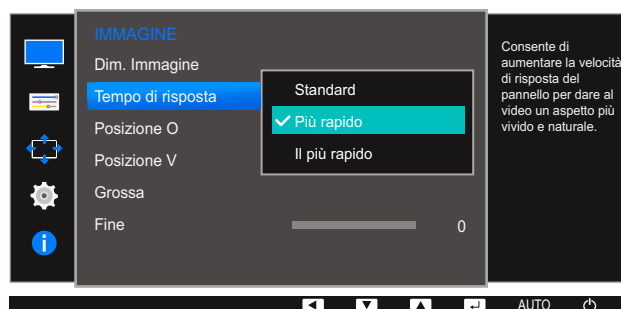 IMMAGINE
Dim. Immagine
Tempo di risposta
Posizione O
Posizione V
Grossa
Fine
0
Standard
Più rapido
Il più rapido
Consente di
aumentare la velocità
di risposta del
pannello per dare al
video un aspetto più
vivido e naturale.
AUTO